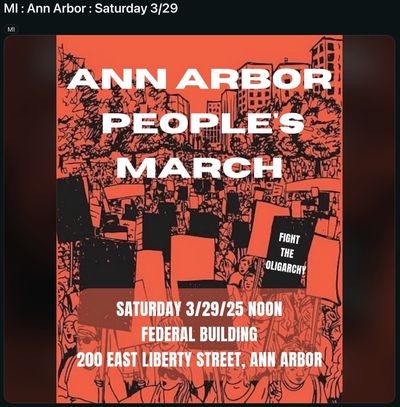 MI : Ann Arbor : Saturday 3/29
MI
ANN ARBOR
PEOPLE'S
MARCH
FIGHT
THE
OLIGARCHY
SATURDAY 3/29/25 NOON
FEDERAL BUILDING
200 EAST LIBERTY STREET, ANN ARBOR